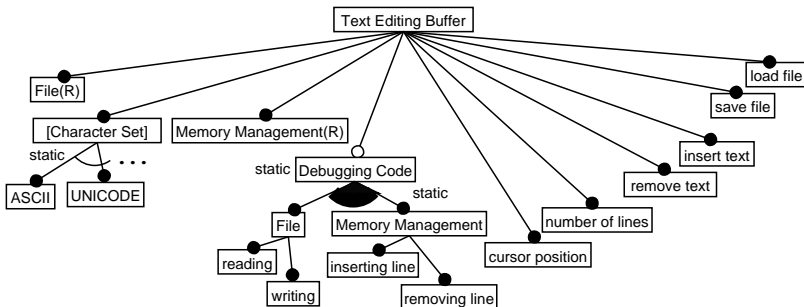 Text Editing Buffer
load file
File(R)
save file
[Character Set]
Memory Management(R)
static
...
insert text
static
Debugging Code
remove text
ASCII
UNICODE
static
File
Memory Management
number of lines
cursor position
reading
inserting line
writing
removing line